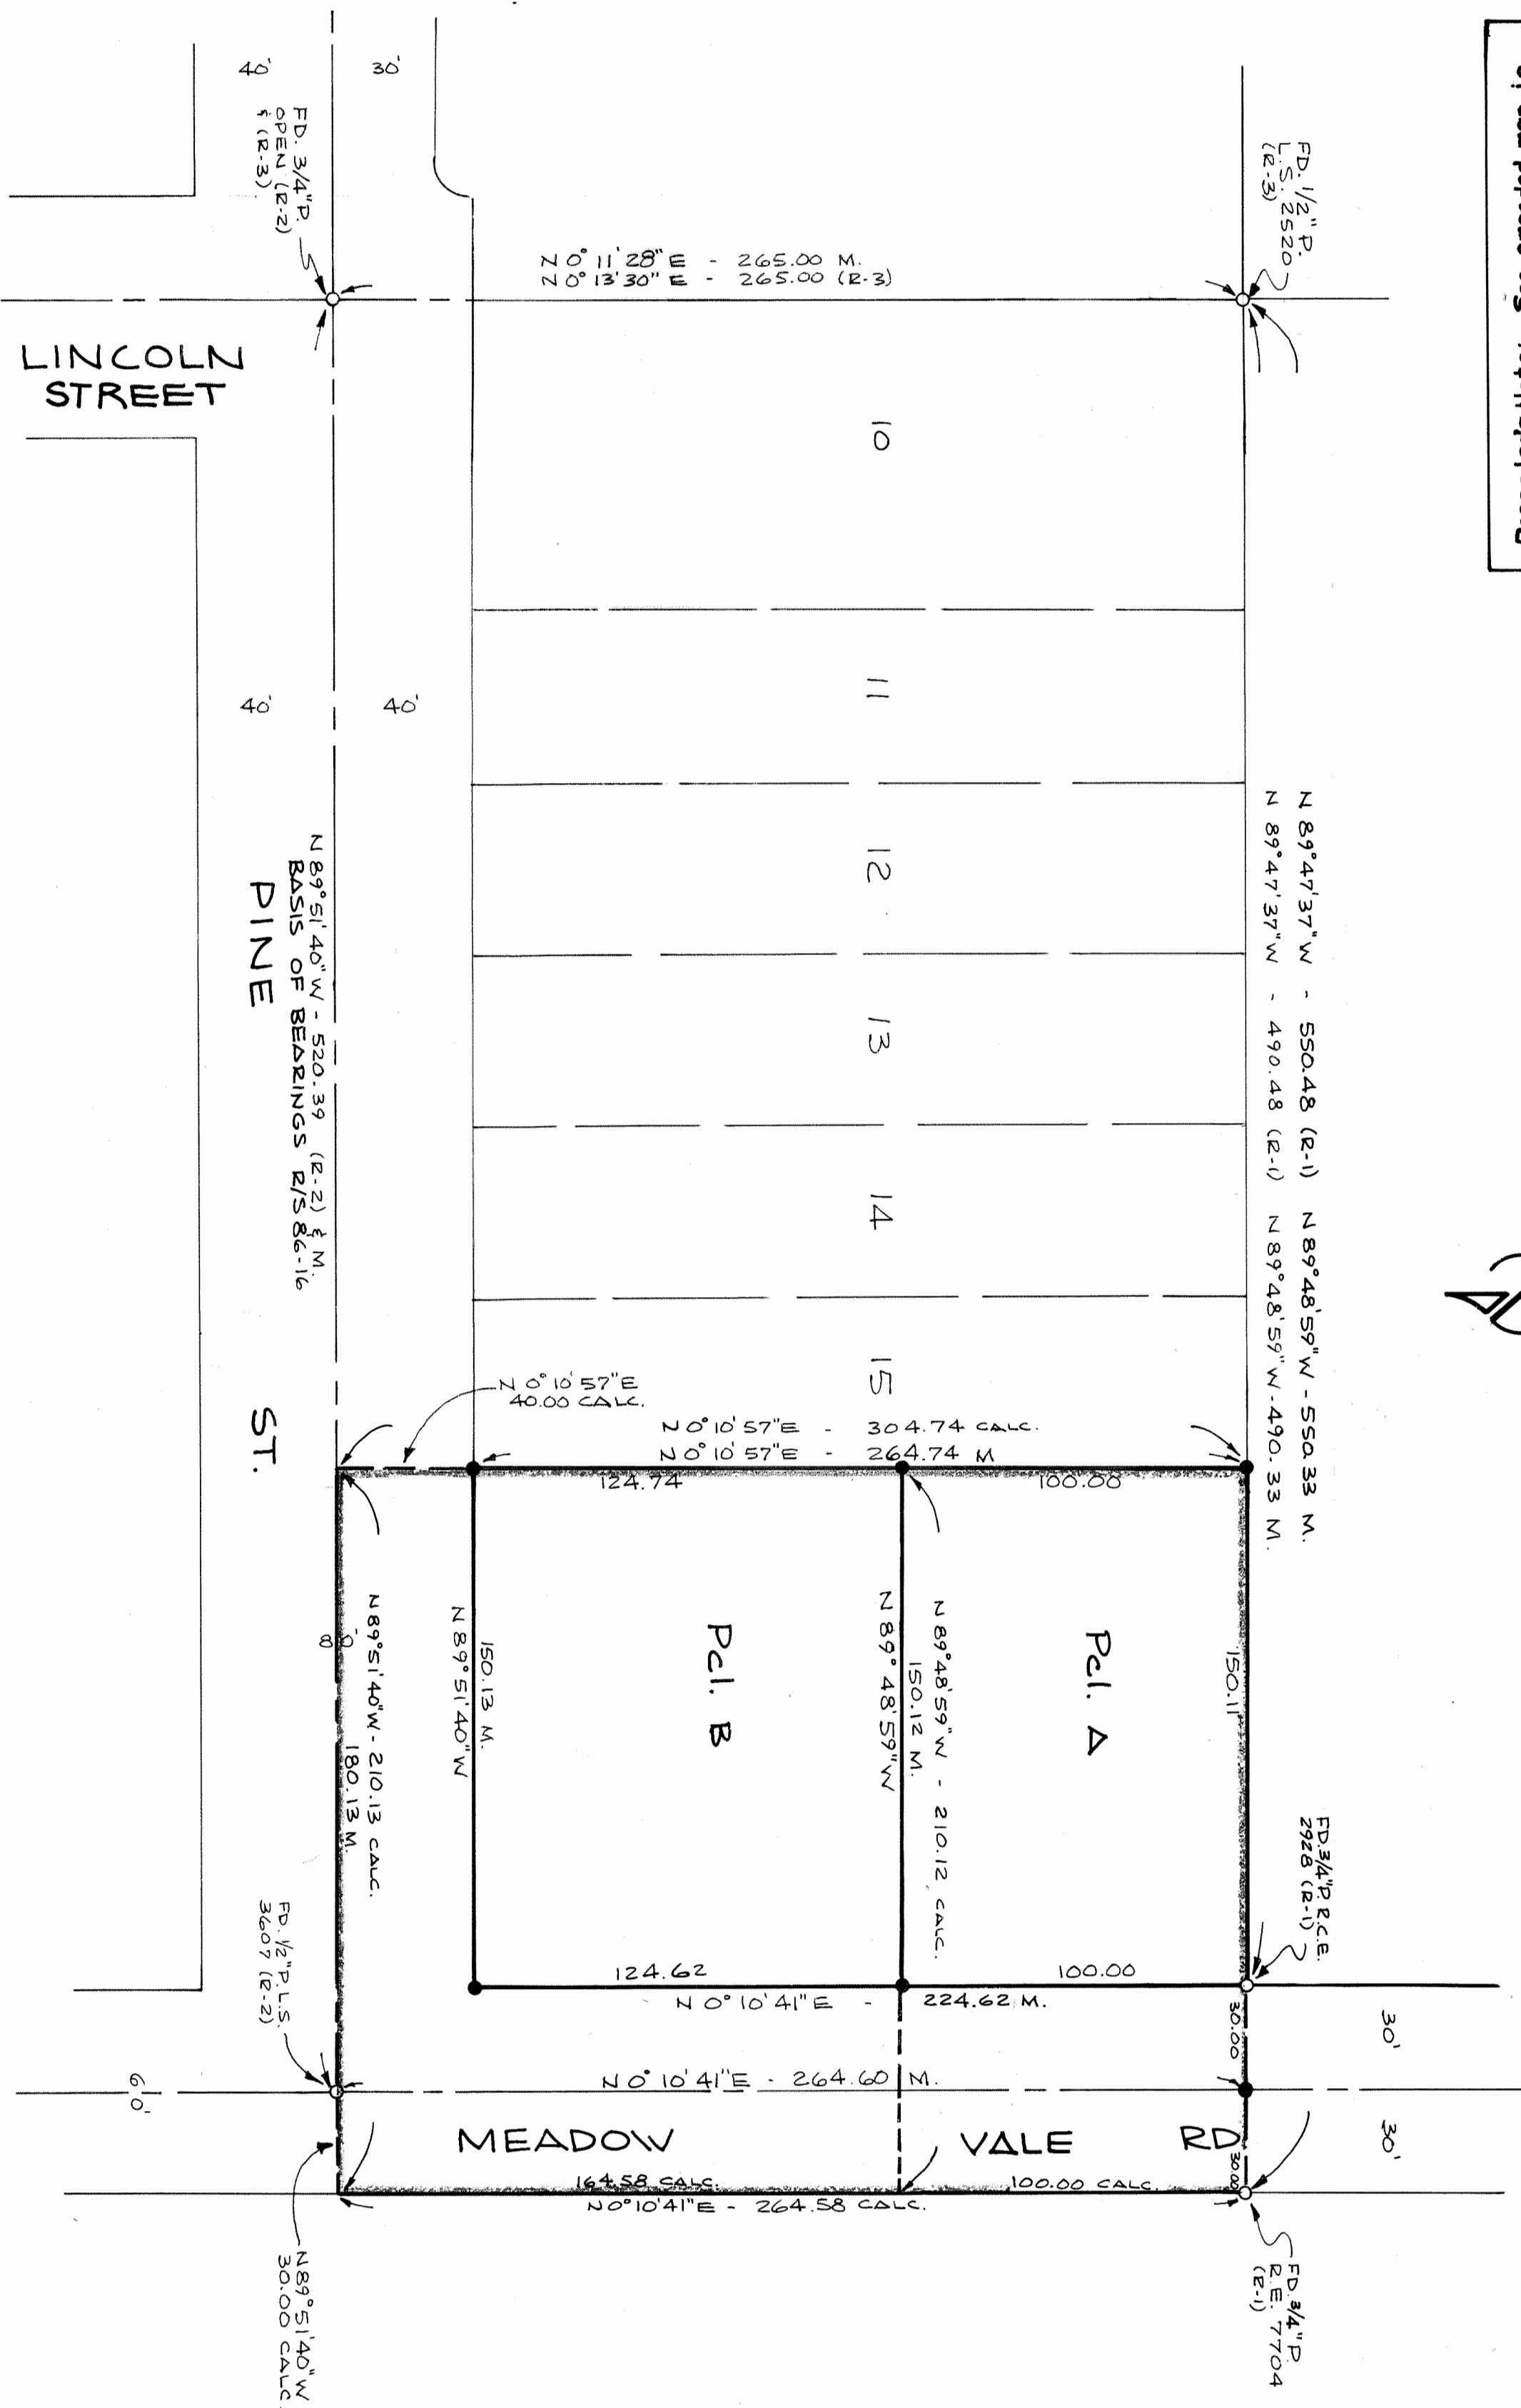 40'
30'
FD. 3/4" P.
OPEN (R-2)
& (R-3)
FD. 1/2" P.
L.S. 2520
(R-3)
N 0° 11' 28" E - 265.00 M.
N 0° 13' 30" E - 265.00 (R-3)
LINCOLN
STREET
10
11
12
13
14
15
40'
40'
N 89° 47' 37" W - 550.48 (R-1) N 89° 48' 59" W - 550.33 M.
N 89° 47' 37" W - 490.48 (R-1) N 89° 48' 59" W - 490.33 M.
N 89° 51' 40" W - 520.39 (R-2) & M.
BASIS OF BEARINGS R/S 86-16
PINE ST.
N 0° 10' 57" E
40.00 CALC.
N 0° 10' 57" E - 304.74 CALC.
N 0° 10' 57" E - 264.74 M
124.74
100.00
150.11
Pcl. A
N 89° 48' 59" W - 210.12 CALC.
150.12 M.
N 89° 48' 59" W
Pcl. B
150.13 M.
N 89° 51' 40" W
N 89° 51' 40" W - 210.13 CALC.
180.13 M.
FD. 3/4" P. R.C.E.
2928 (R-1)
FD. 1/2" P. L.S.
3607 (R-2)
124.62
100.00
N 0° 10' 41" E - 224.62 M.
30.00
30'
N 0° 10' 41" E - 264.60 M.
60'
MEADOW VALE RD
30'
30.00
164.58 CALC.
100.00 CALC.
N 0° 10' 41" E - 264.58 CALC.
N 89° 51' 40" W
30.00 CALC.
FD. 3/4" P.
R.E. 7704
(R-1)